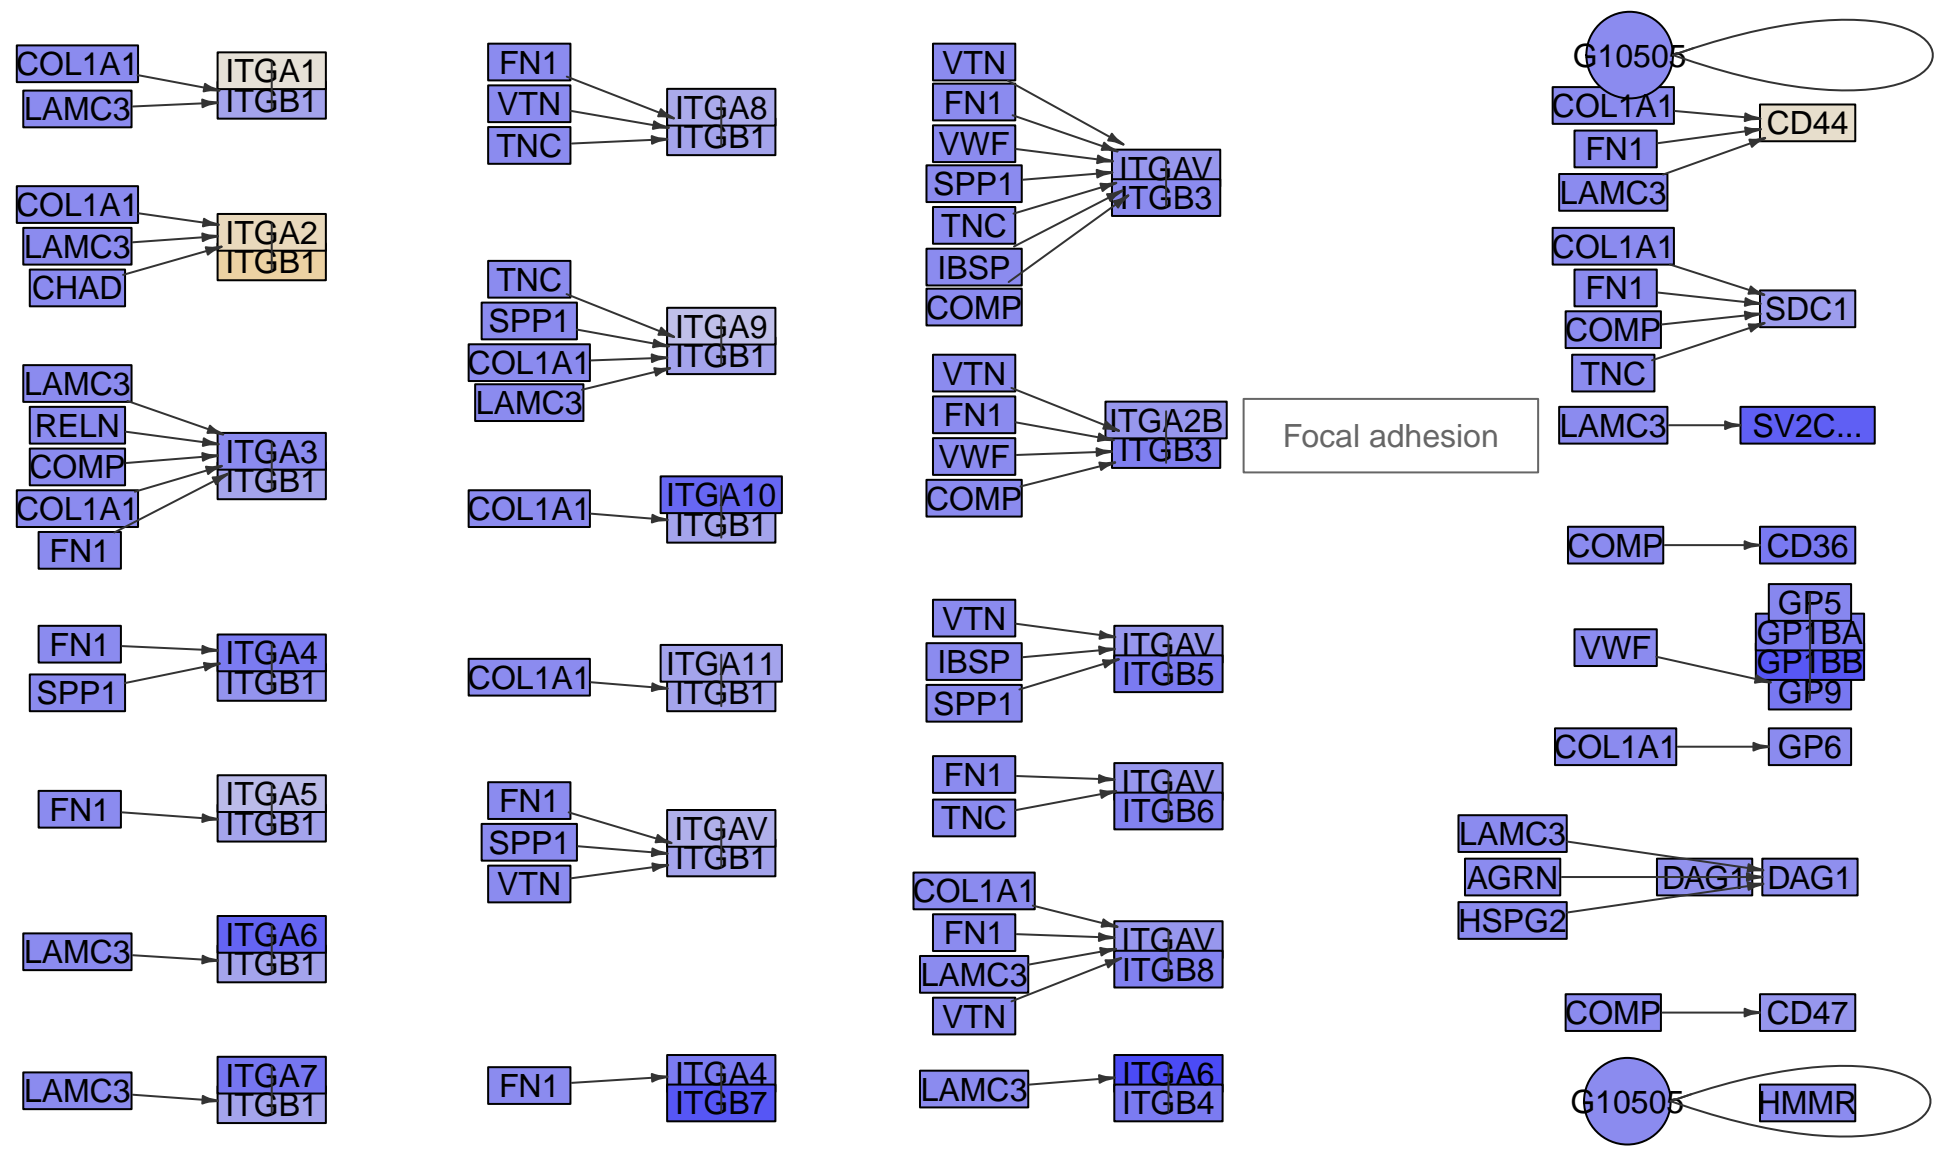 COL1A1
LAMC3
ITGA1
ITGB1
COL1A1
LAMC3
CHAD
ITGA2
ITGB1
LAMC3
RELN
COMP
COL1A1
FN1
ITGA3
ITGB1
FN1
SPP1
ITGA4
ITGB1
FN1
ITGA5
ITGB1
LAMC3
ITGA6
ITGB1
LAMC3
ITGA7
ITGB1
FN1
VTN
TNC
ITGA8
ITGB1
TNC
SPP1
COL1A1
LAMC3
ITGA9
ITGB1
COL1A1
ITGA10
ITGB1
COL1A1
ITGA11
ITGB1
FN1
SPP1
VTN
ITGAV
ITGB1
FN1
ITGA4
ITGB7
VTN
FN1
VWF
SPP1
TNC
IBSP
COMP
ITGAV
ITGB3
VTN
FN1
VWF
COMP
ITGA2B
ITGB3
Focal adhesion
VTN
IBSP
SPP1
ITGAV
ITGB5
FN1
TNC
ITGAV
ITGB6
COL1A1
FN1
LAMC3
VTN
ITGAV
ITGB8
LAMC3
ITGA6
ITGB4
G10505
COL1A1
FN1
LAMC3
CD44
COL1A1
FN1
COMP
TNC
SDC1
LAMC3
SV2C...
COMP
CD36
VWF
GP5
GP1BA
GP1BB
GP9
COL1A1
GP6
LAMC3
AGRN
HSPG2
DAG1
DAG1
COMP
CD47
G10505
HMMR